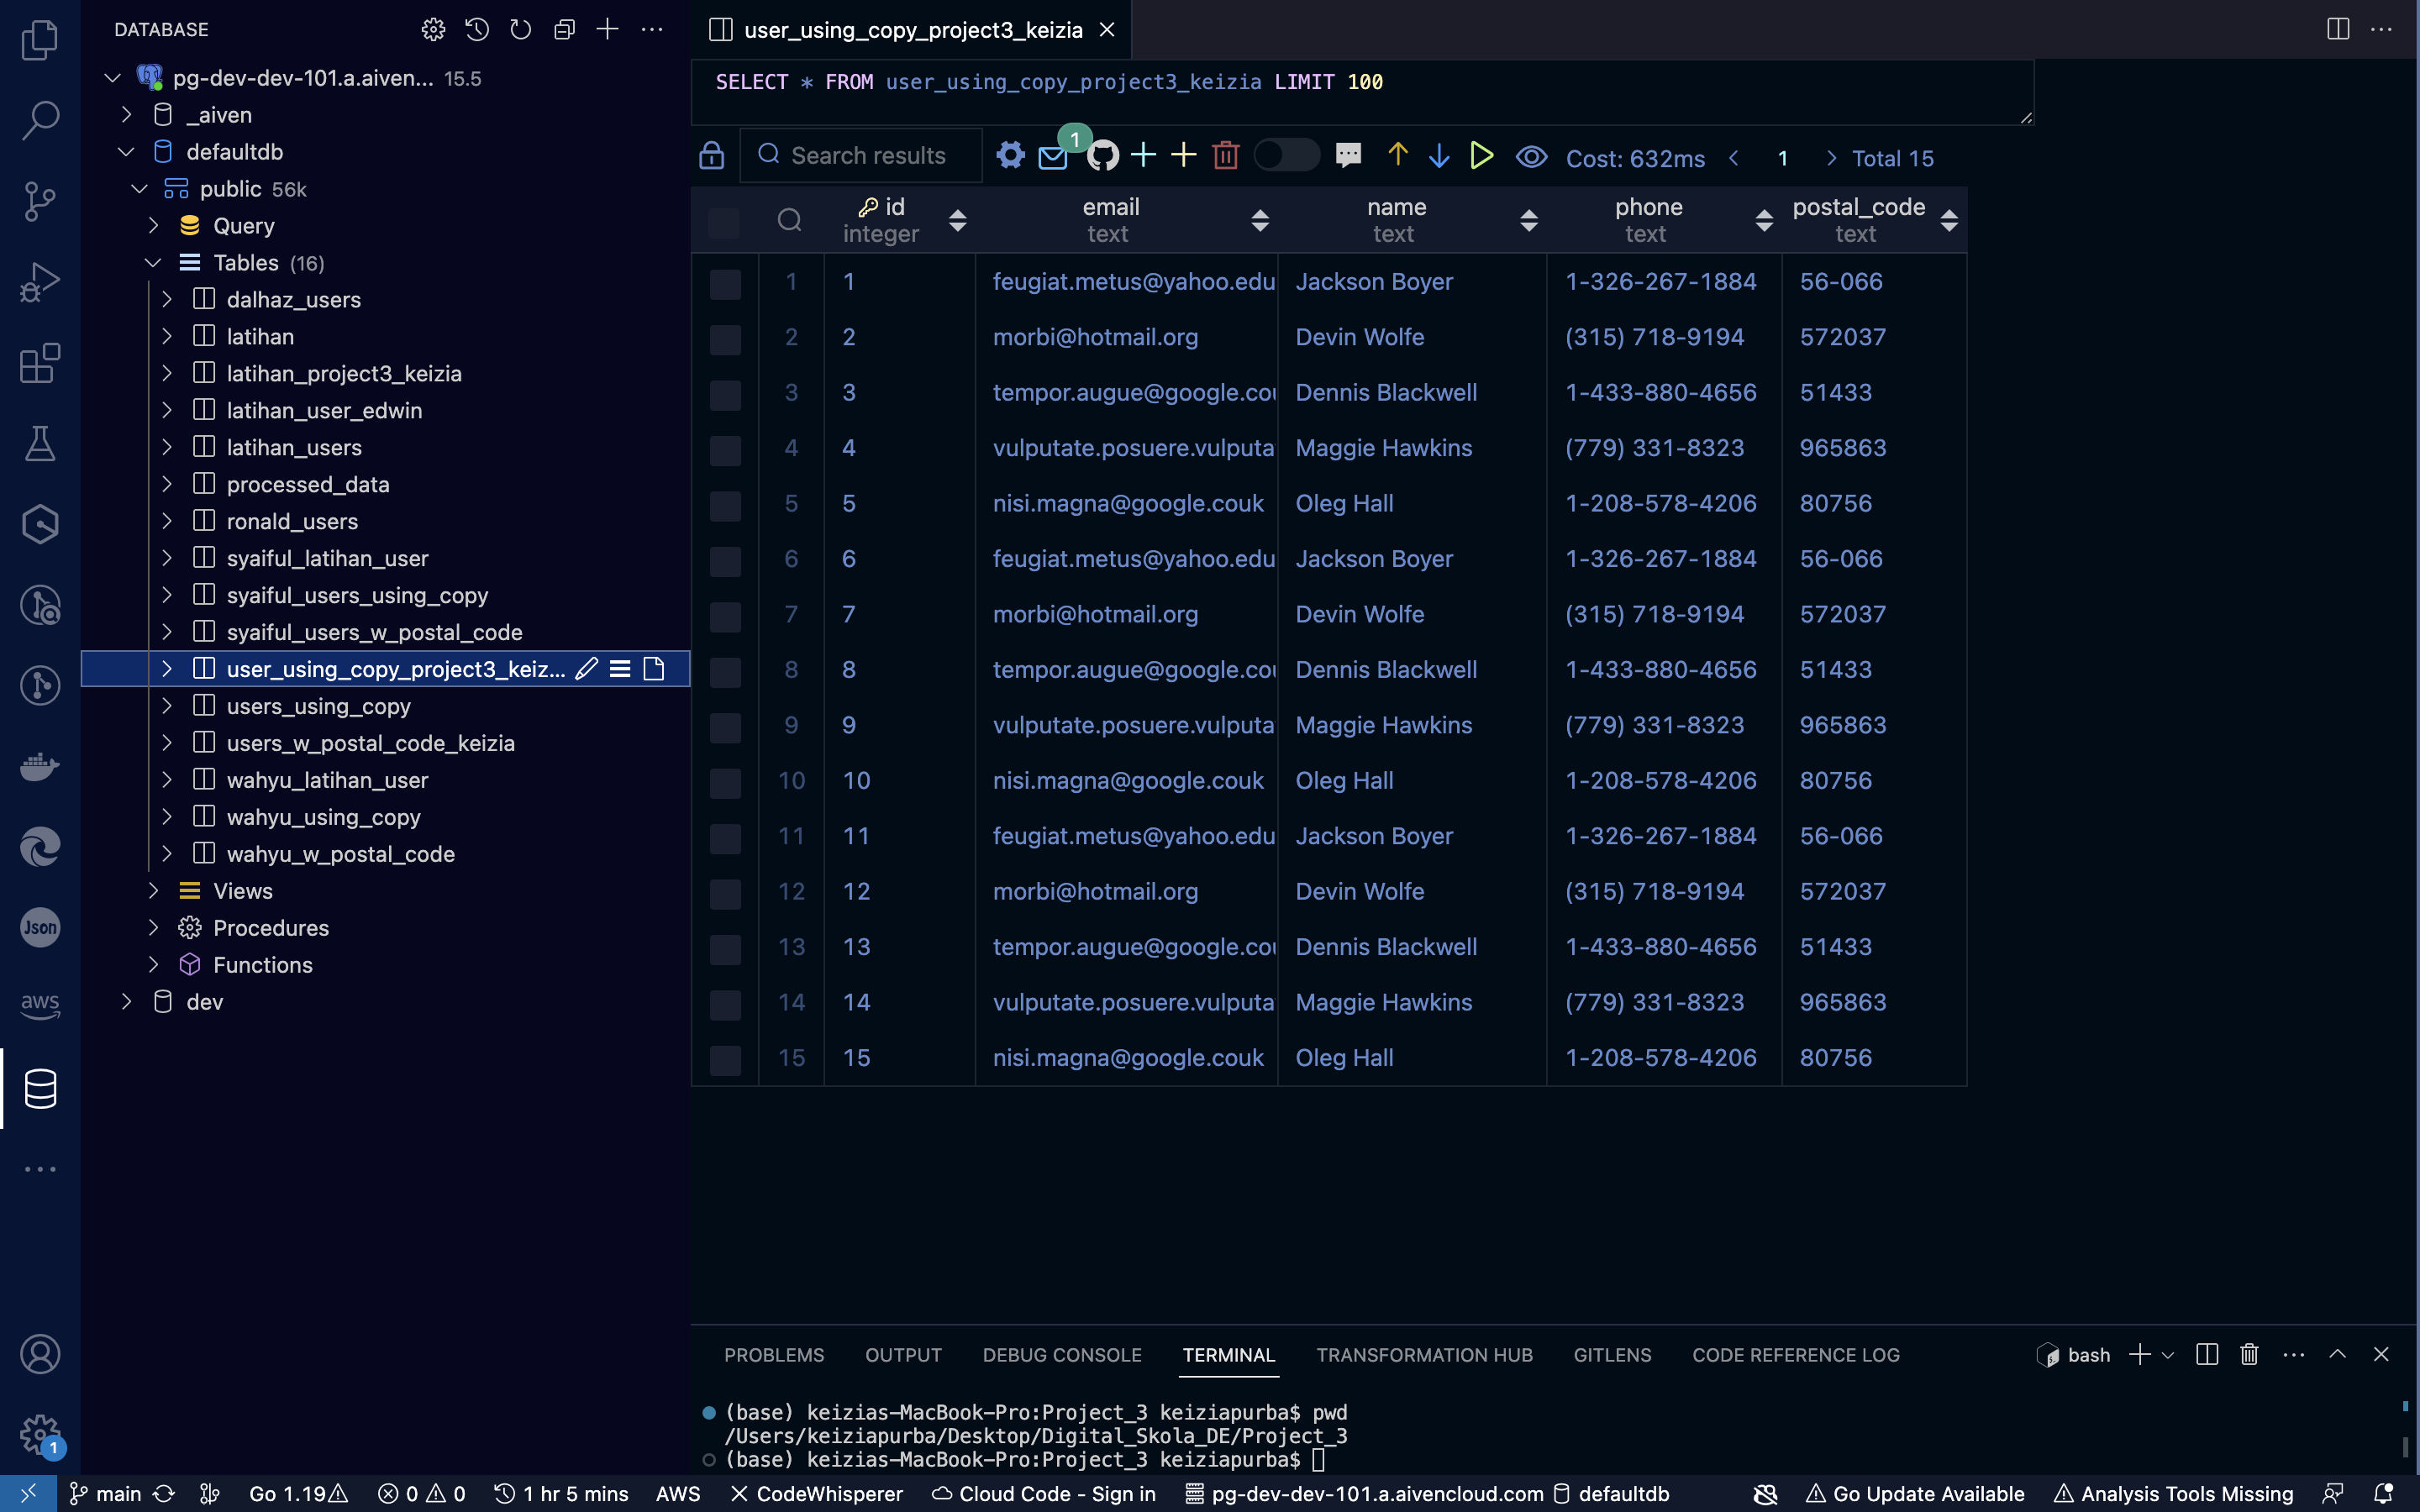 DATABASE
pg-dev-dev-101.a.aiven... 15.5
_aiven
defaultdb
public 56k
Query
Tables (16)
dalhaz_users
latihan
latihan_project3_keizia
latihan_user_edwin
latihan_users
processed_data
ronald_users
syaiful_latihan_user
syaiful_users_using_copy
syaiful_users_w_postal_code
user_using_copy_project3_keiz...
users_using_copy
users_w_postal_code_keizia
wahyu_latihan_user
wahyu_using_copy
wahyu_w_postal_code
Views
Procedures
Functions
dev
Json
aws
1
user_using_copy_project3_keizia
SELECT * FROM user_using_copy_project3_keizia LIMIT 100
Search results 1 Cost: 632ms < 1 > Total 15
id email name phone postal_code
integer text text text text
1 1 feugiat.metus@yahoo.edu Jackson Boyer 1-326-267-1884 56-066
2 2 morbi@hotmail.org Devin Wolfe (315) 718-9194 572037
3 3 tempor.augue@google.cou Dennis Blackwell 1-433-880-4656 51433
4 4 vulputate.posuere.vulputa Maggie Hawkins (779) 331-8323 965863
5 5 nisi.magna@google.couk Oleg Hall 1-208-578-4206 80756
6 6 feugiat.metus@yahoo.edu Jackson Boyer 1-326-267-1884 56-066
7 7 morbi@hotmail.org Devin Wolfe (315) 718-9194 572037
8 8 tempor.augue@google.cou Dennis Blackwell 1-433-880-4656 51433
9 9 vulputate.posuere.vulputa Maggie Hawkins (779) 331-8323 965863
10 10 nisi.magna@google.couk Oleg Hall 1-208-578-4206 80756
11 11 feugiat.metus@yahoo.edu Jackson Boyer 1-326-267-1884 56-066
12 12 morbi@hotmail.org Devin Wolfe (315) 718-9194 572037
13 13 tempor.augue@google.cou Dennis Blackwell 1-433-880-4656 51433
14 14 vulputate.posuere.vulputa Maggie Hawkins (779) 331-8323 965863
15 15 nisi.magna@google.couk Oleg Hall 1-208-578-4206 80756
PROBLEMS OUTPUT DEBUG CONSOLE TERMINAL TRANSFORMATION HUB GITLENS CODE REFERENCE LOG bash
(base) keizias-MacBook-Pro:Project_3 keiziapurba$ pwd
/Users/keiziapurba/Desktop/Digital_Skola_DE/Project_3
(base) keizias-MacBook-Pro:Project_3 keiziapurba$
main Go 1.19 0 0 1 hr 5 mins AWS CodeWhisperer Cloud Code - Sign in pg-dev-dev-101.a.aivencloud.com defaultdb Go Update Available Analysis Tools Missing